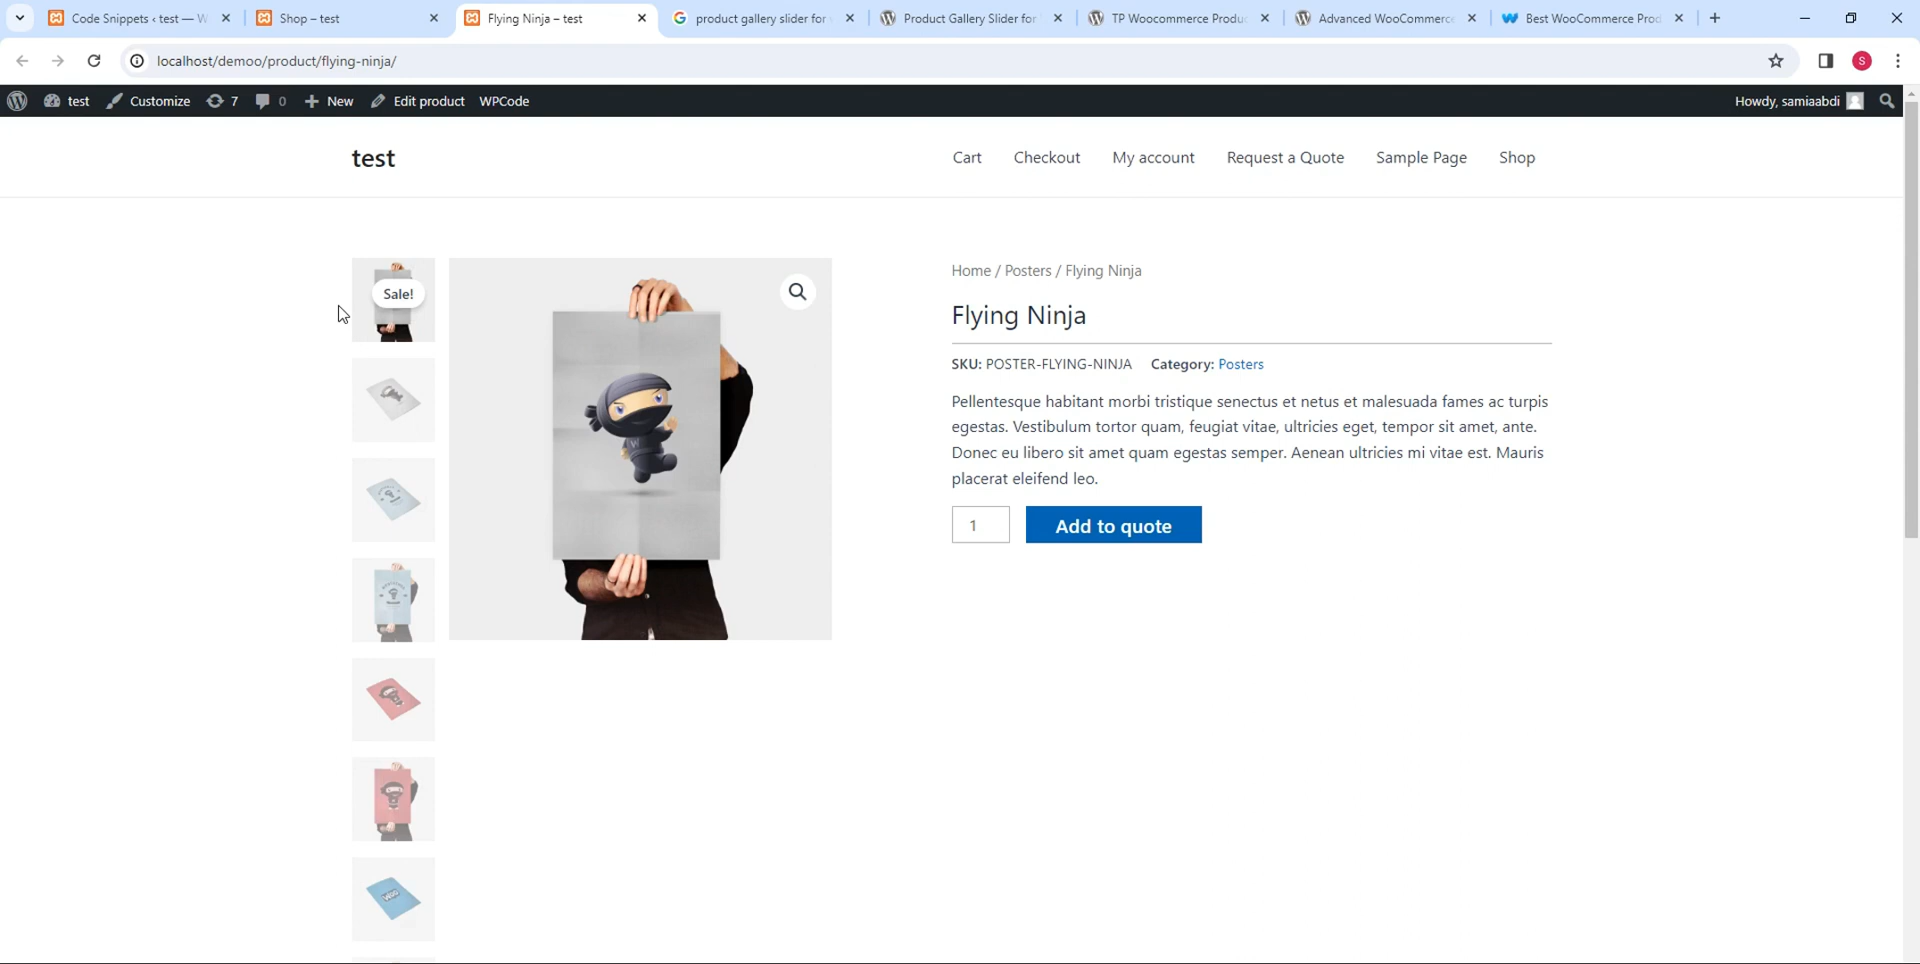 Code Snippets ‹ test — W
Shop – test
Flying Ninja – test
product gallery slider for
Product Gallery Slider for
TP Woocommerce Produc
Advanced WooCommerc
Best WooCommerce Prod
localhost/demoo/product/flying-ninja/
S
test
Customize
7
0
New
Edit product
WPCode
Howdy, samiaabdi
test
Cart
Checkout
My account
Request a Quote
Sample Page
Shop
Sale!
Home / Posters / Flying Ninja
Flying Ninja
SKU: POSTER-FLYING-NINJA Category: Posters
Pellentesque habitant morbi tristique senectus et netus et malesuada fames ac turpis
egestas. Vestibulum tortor quam, feugiat vitae, ultricies eget, tempor sit amet, ante.
Donec eu libero sit amet quam egestas semper. Aenean ultricies mi vitae est. Mauris
placerat eleifend leo.
1
Add to quote